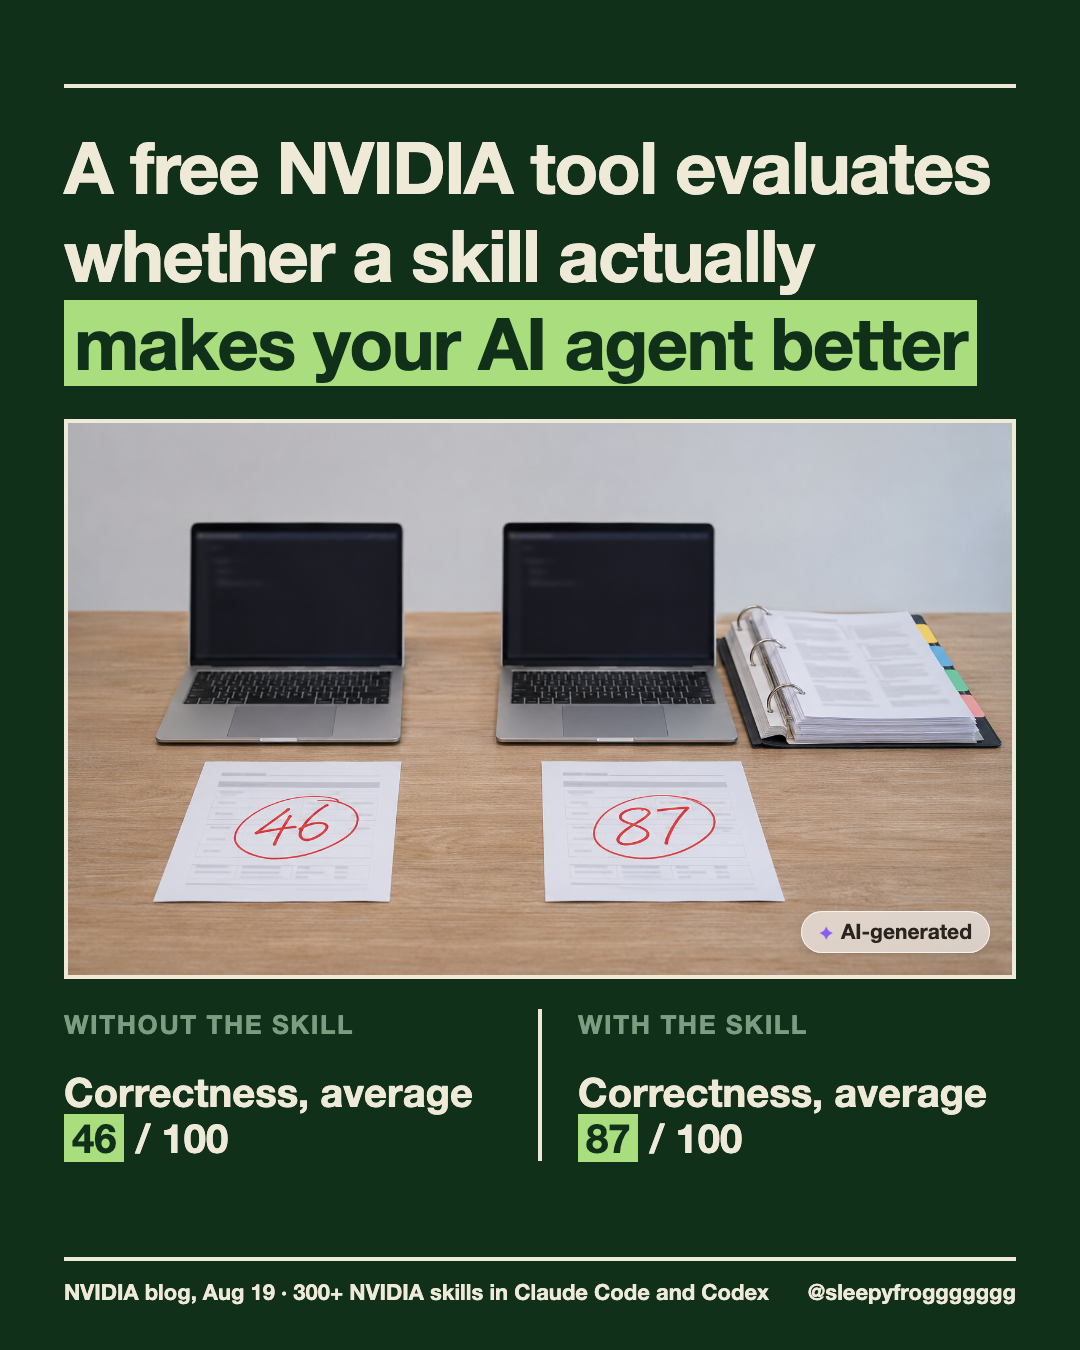 A free NVIDIA tool evaluates
whether a skill actually
makes your AI agent better
46
87
AI-generated
WITHOUT THE SKILL
Correctness, average
46 / 100
WITH THE SKILL
Correctness, average
87 / 100
NVIDIA blog, Aug 19 · 300+ NVIDIA skills in Claude Code and Codex
@sleepyfroggggggg